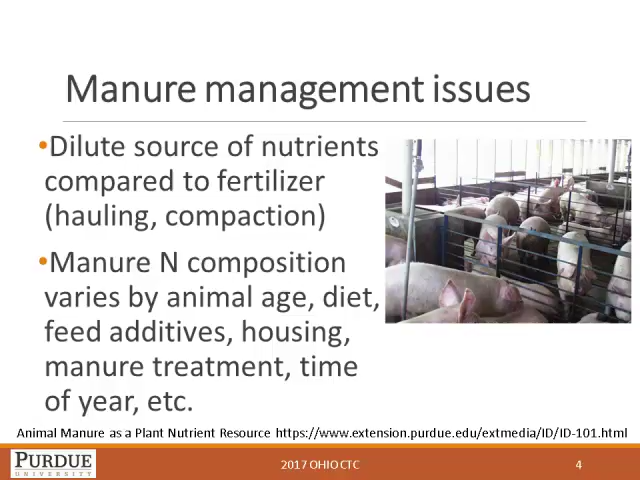 Manure management issues
•Dilute source of nutrients
compared to fertilizer
(hauling, compaction)
•Manure N composition
varies by animal age, diet,
feed additives, housing,
manure treatment, time
of year, etc.
Animal Manure as a Plant Nutrient Resource https://www.extension.purdue.edu/extmedia/ID/ID-101.html
PURDUE
UNIVERSITY
2017 OHIO CTC
4